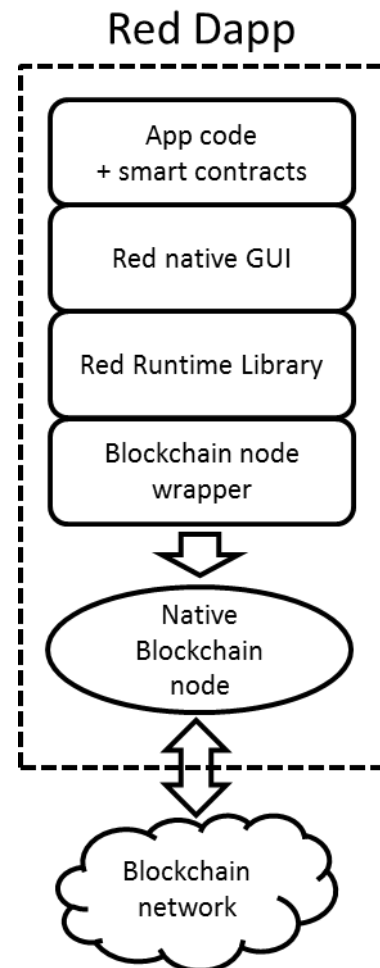 Red Dapp
App code
+ smart contracts
Red native GUI
Red Runtime Library
Blockchain node
wrapper
Native
Blockchain
node
Blockchain
network